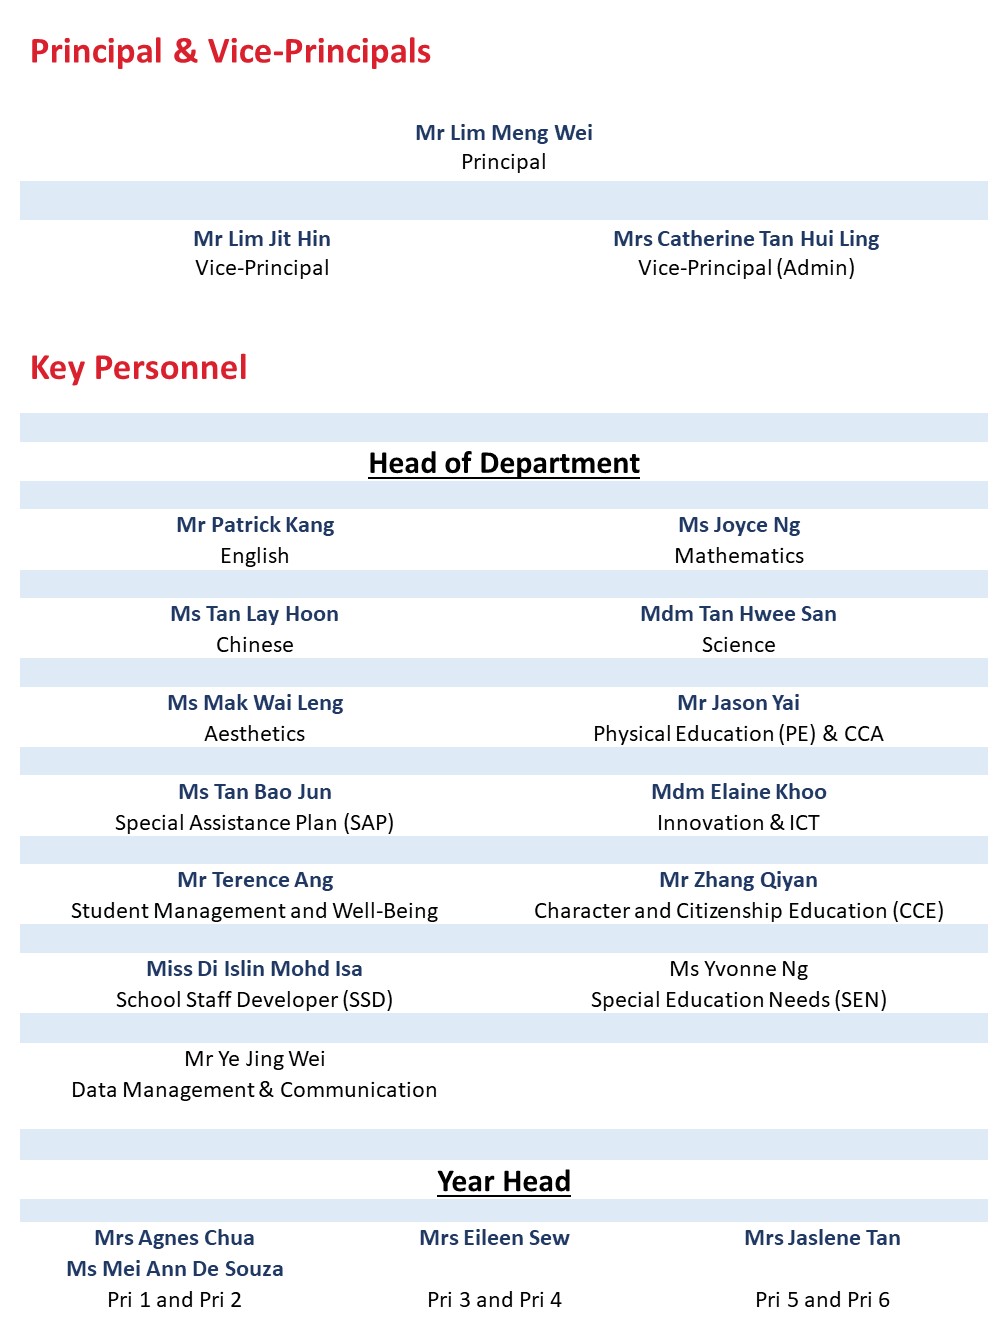 Principal & Vice-Principals
Mr Lim Meng Wei
Principal
Mr Lim Jit Hin
Vice-Principal
Mrs Catherine Tan Hui Ling
Vice-Principal (Admin)
Key Personnel
Head of Department
Mr Patrick Kang
English
Ms Joyce Ng
Mathematics
Ms Tan Lay Hoon
Chinese
Mdm Tan Hwee San
Science
Ms Mak Wai Leng
Aesthetics
Mr Jason Yai
Physical Education (PE) & CCA
Ms Tan Bao Jun
Special Assistance Plan (SAP)
Mdm Elaine Khoo
Innovation & ICT
Mr Terence Ang
Student Management and Well-Being
Mr Zhang Qiyan
Character and Citizenship Education (CCE)
Miss Di Islin Mohd Isa
School Staff Developer (SSD)
Ms Yvonne Ng
Special Education Needs (SEN)
Mr Ye Jing Wei
Data Management & Communication
Year Head
Mrs Agnes Chua
Ms Mei Ann De Souza
Pri 1 and Pri 2
Mrs Eileen Sew
Pri 3 and Pri 4
Mrs Jaslene Tan
Pri 5 and Pri 6